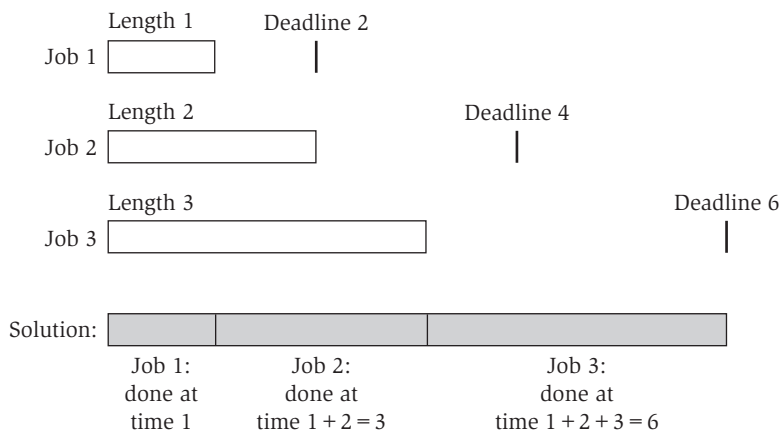 Length 1
Deadline 2
Job 1
Length 2
Deadline 4
Job 2
Length 3
Deadline 6
Job 3
Solution:
Job 1:
done at
time 1
Job 2:
done at
time 1 + 2 = 3
Job 3:
done at
time 1 + 2 + 3 = 6